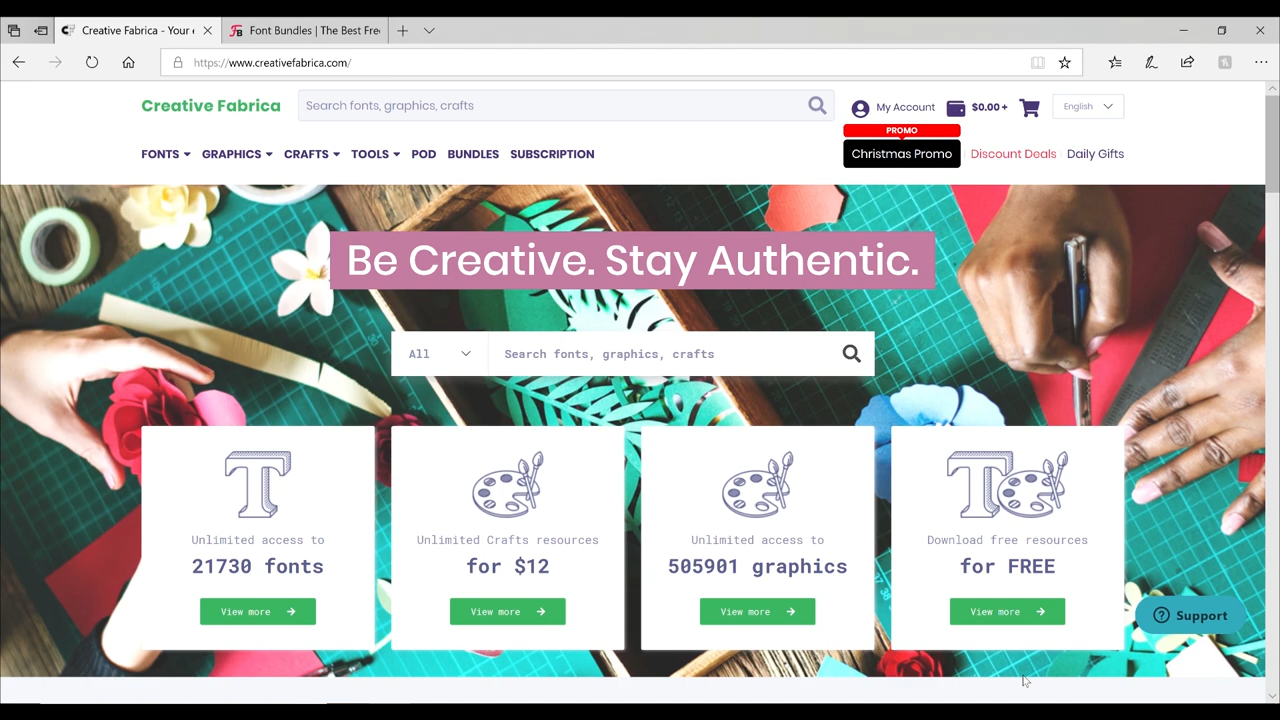 Creative Fabrica - Your
Font Bundles | The Best Fre
https://www.creativefabrica.com/
Creative Fabrica
Search fonts, graphics, crafts
My Account
$0.00 +
English
PROMO
FONTS GRAPHICS CRAFTS TOOLS POD BUNDLES SUBSCRIPTION
Christmas Promo
Discount Deals
Daily Gifts
Be Creative. Stay Authentic.
All
Search fonts, graphics, crafts
Unlimited access to
21730 fonts
View more
Unlimited Crafts resources
for $12
View more
Unlimited access to
505901 graphics
View more
Download free resources
for FREE
View more
Support